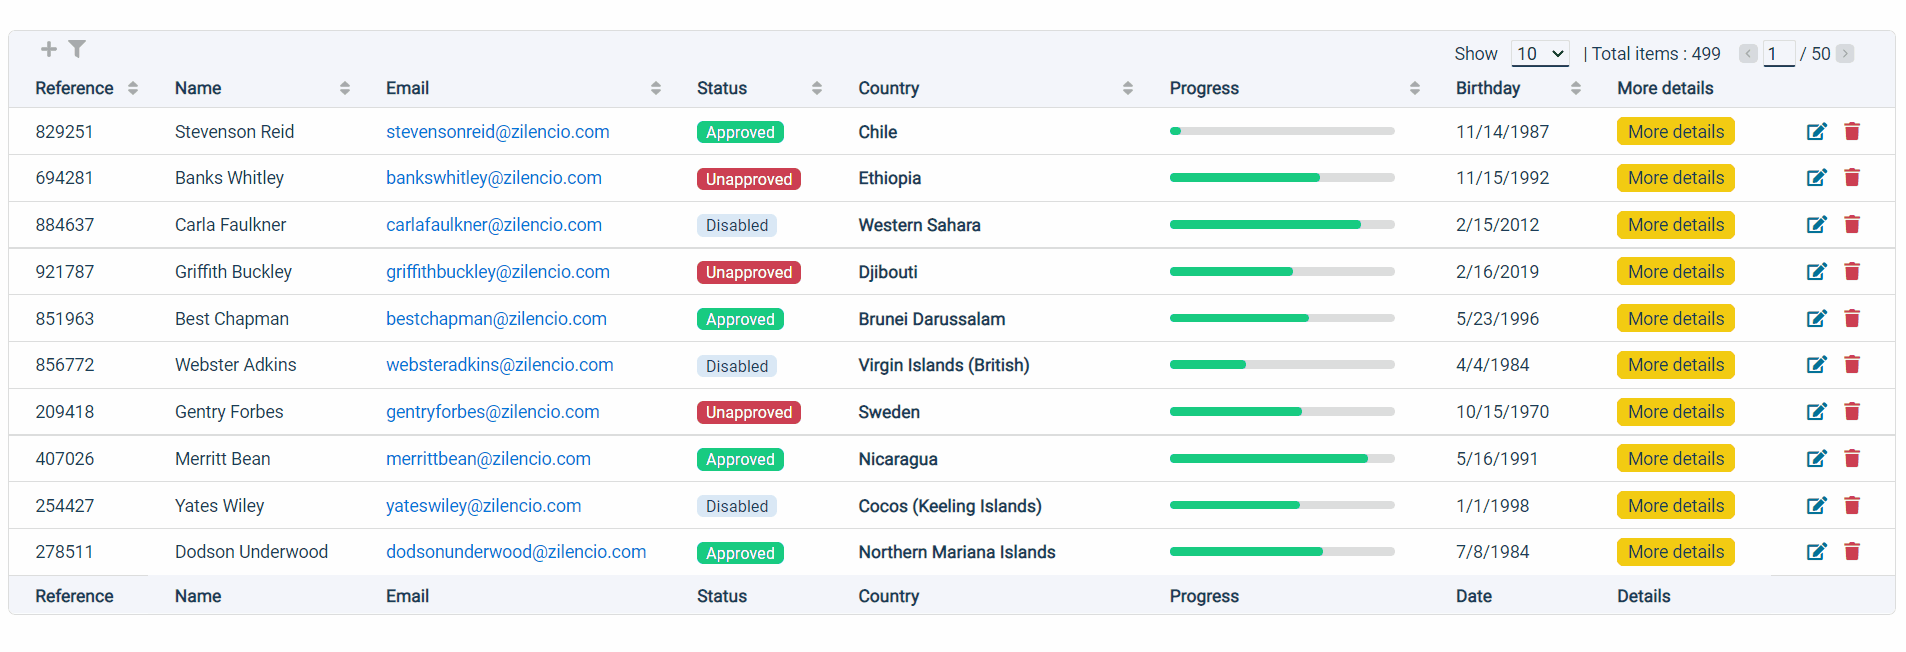 Show 10 | Total items : 499 1 / 50
Reference Name Email Status Country Progress Birthday More details
829251 Stevenson Reid stevensonreid@zilencio.com Approved Chile 11/14/1987 More details
694281 Banks Whitley bankswhitley@zilencio.com Unapproved Ethiopia 11/15/1992 More details
884637 Carla Faulkner carlafaulkner@zilencio.com Disabled Western Sahara 2/15/2012 More details
921787 Griffith Buckley griffithbuckley@zilencio.com Unapproved Djibouti 2/16/2019 More details
851963 Best Chapman bestchapman@zilencio.com Approved Brunei Darussalam 5/23/1996 More details
856772 Webster Adkins websteradkins@zilencio.com Disabled Virgin Islands (British) 4/4/1984 More details
209418 Gentry Forbes gentryforbes@zilencio.com Unapproved Sweden 10/15/1970 More details
407026 Merritt Bean merrittbean@zilencio.com Approved Nicaragua 5/16/1991 More details
254427 Yates Wiley yateswiley@zilencio.com Disabled Cocos (Keeling Islands) 1/1/1998 More details
278511 Dodson Underwood dodsonunderwood@zilencio.com Approved Northern Mariana Islands 7/8/1984 More details
Reference Name Email Status Country Progress Date Details